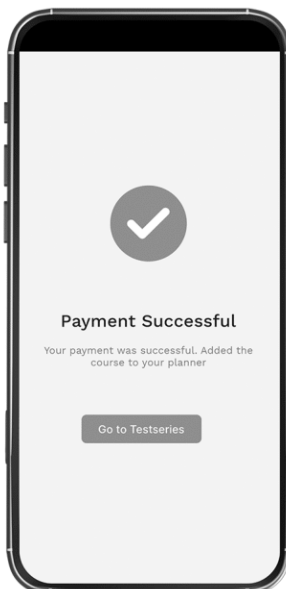 Payment Successful
Your payment was successful. Added the
course to your planner
Go to Testseries